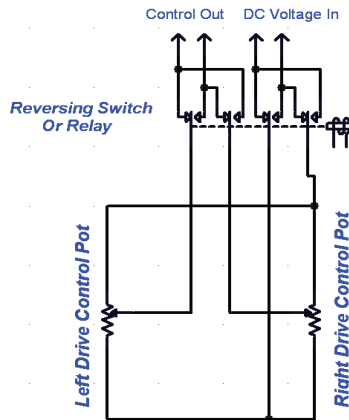 Control Out
DC Voltage In
Reversing Switch
Or Relay
Left Drive Control Pot
Right Drive Control Pot